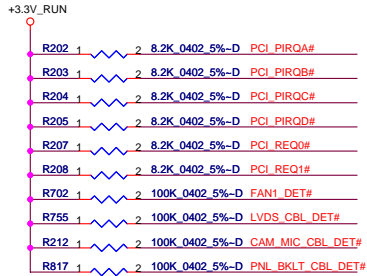 +3.3V_RUN
R202 1 2 8.2K_0402_5%~D PCI_PIRQA#
R203 1 2 8.2K_0402_5%~D PCI_PIRQB#
R204 1 2 8.2K_0402_5%~D PCI_PIRQC#
R205 1 2 8.2K_0402_5%~D PCI_PIRQD#
R207 1 2 8.2K_0402_5%~D PCI_REQ0#
R208 1 2 8.2K_0402_5%~D PCI_REQ1#
R702 1 2 100K_0402_5%~D FAN1_DET#
R755 1 2 100K_0402_5%~D LVDS_CBL_DET#
R212 1 2 100K_0402_5%~D CAM_MIC_CBL_DET#
R817 1 2 100K_0402_5%~D PNL_BKLT_CBL_DET#